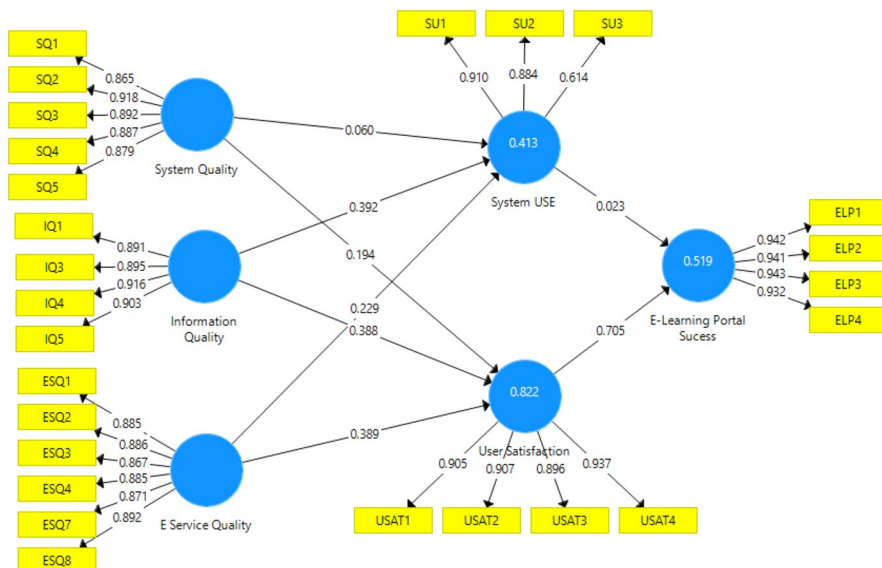 SU1
SU2
SU3
SQ1
SQ2
SQ3
SQ4
SQ5
0.865
0.918
0.892
0.887
0.879
System Quality
0.910
0.884
0.614
0.413
System USE
0.060
0.392
0.194
0.023
IQ1
IQ3
IQ4
IQ5
0.891
0.895
0.916
0.903
Information
Quality
0.229
0.388
0.519
E-Learning Portal
Sucess
0.942
0.941
0.943
0.932
ELP1
ELP2
ELP3
ELP4
0.705
ESQ1
ESQ2
ESQ3
ESQ4
ESQ7
ESQ8
0.885
0.886
0.867
0.885
0.871
0.892
E Service Quality
0.389
0.822
User Satisfaction
0.905
0.907
0.896
0.937
USAT1
USAT2
USAT3
USAT4